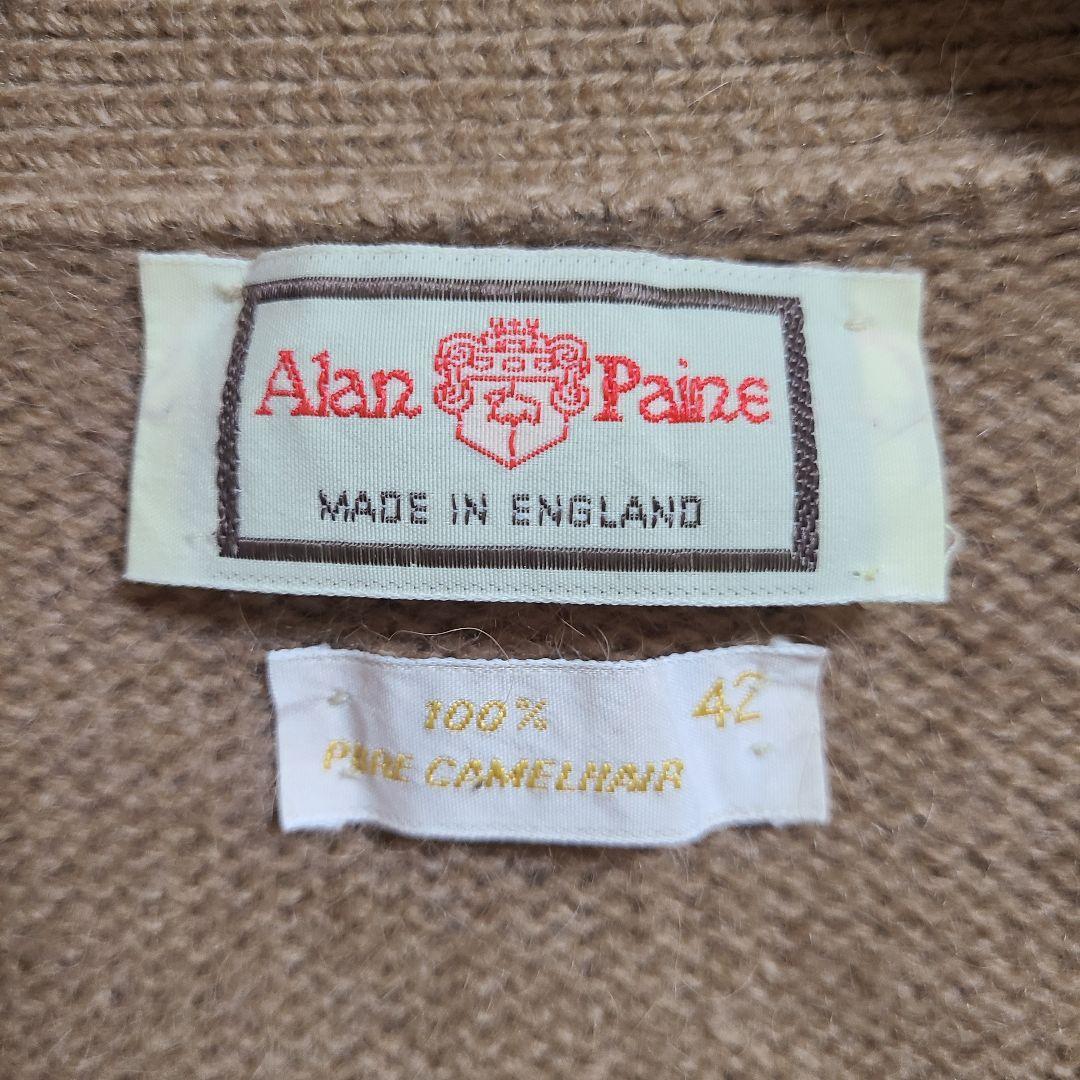 Alan Paine
MADE IN ENGLAND
100% 42
PURE CAMELHAIR